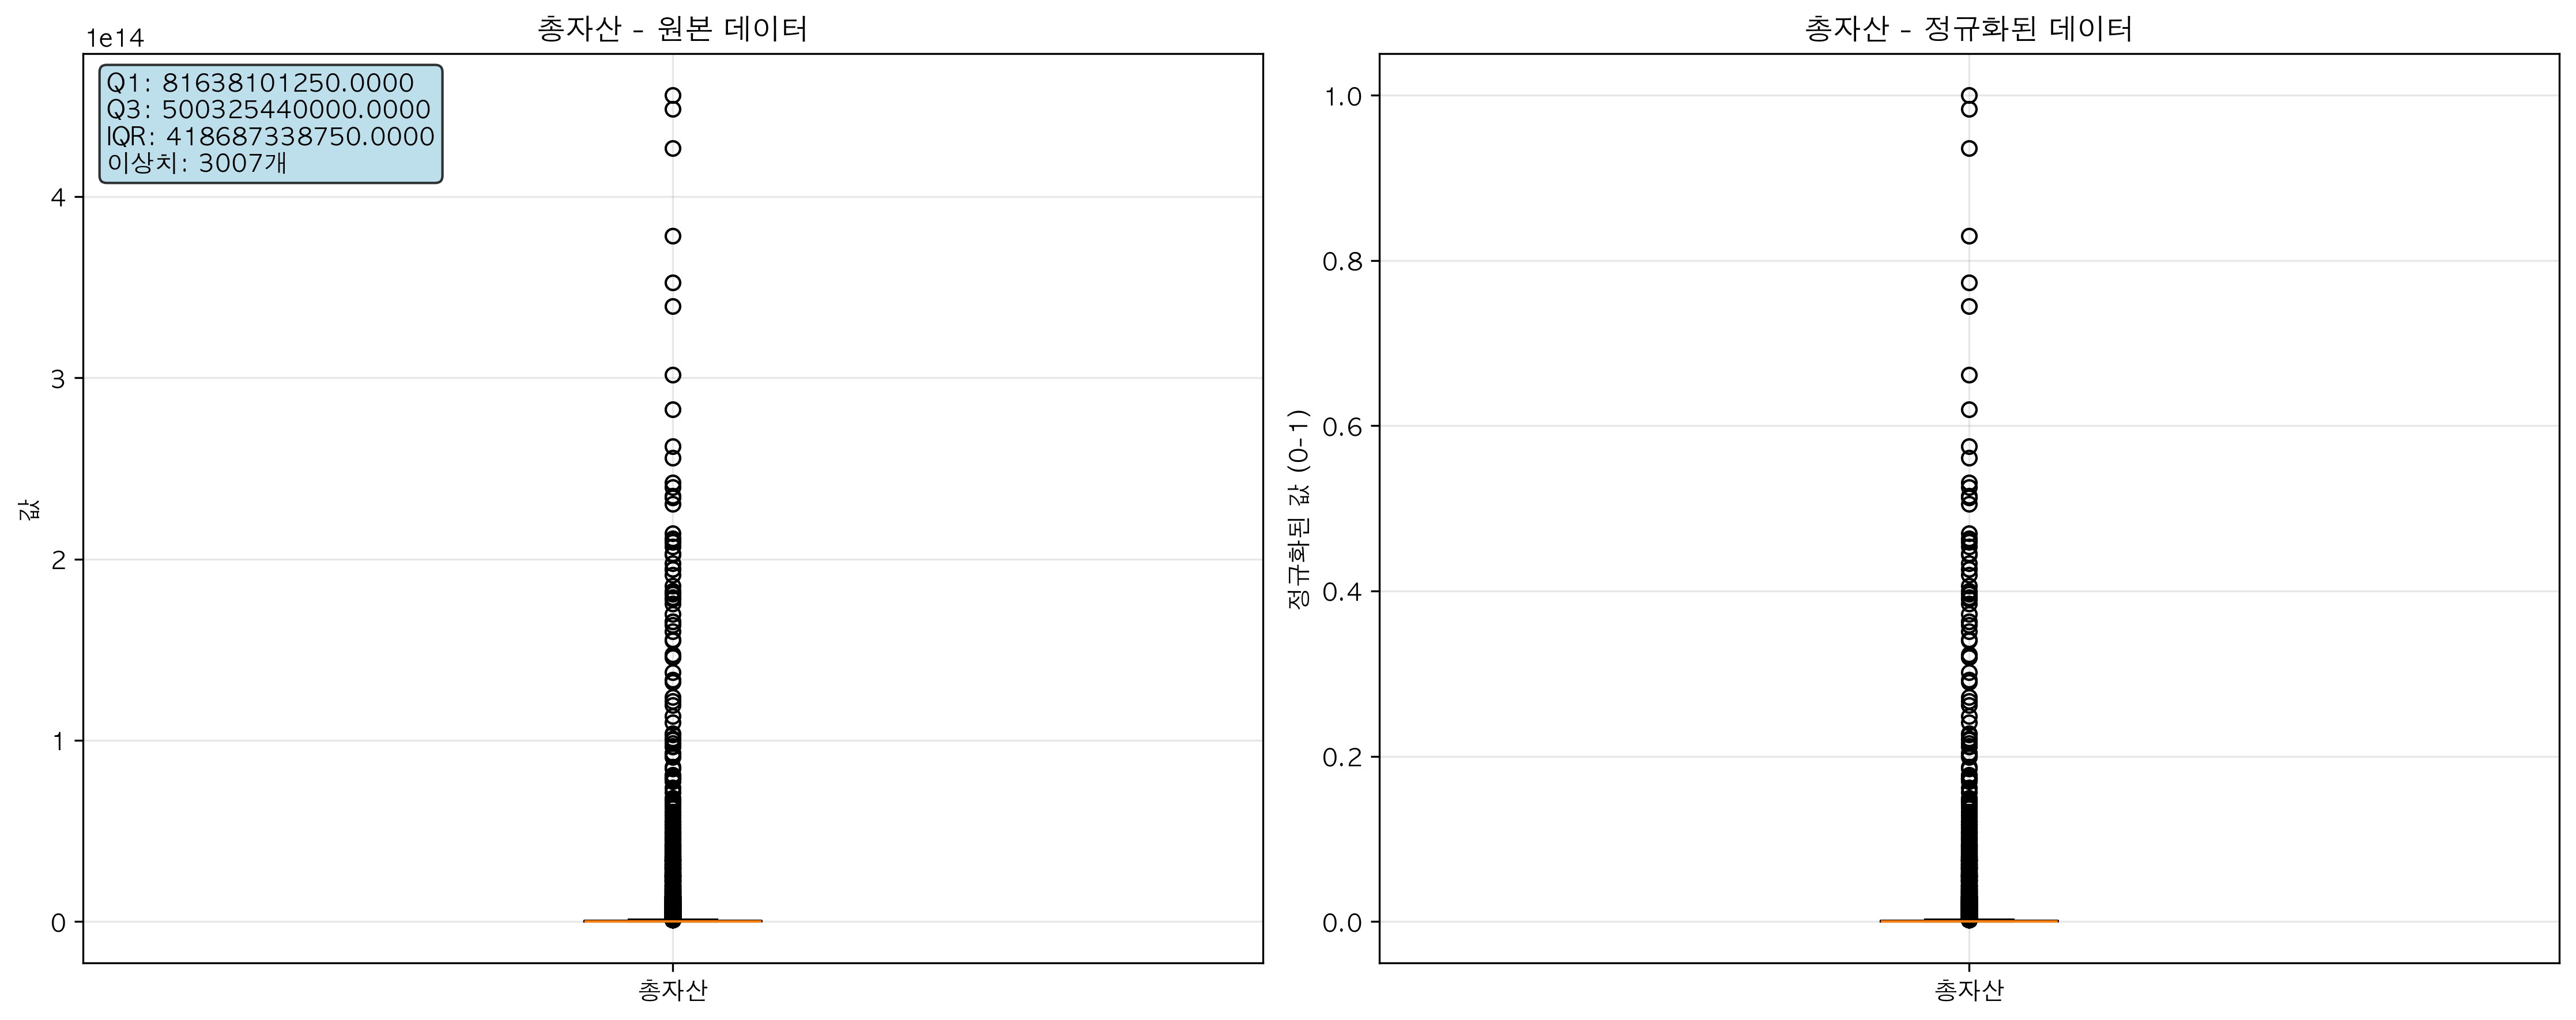 총자산 - 원본 데이터
1e14
Q1: 81638101250.0000
Q3: 500325440000.0000
IQR: 418687338750.0000
이상치: 3007개
4
3
2
1
0
값
총자산
총자산 - 정규화된 데이터
1.0
0.8
0.6
0.4
0.2
0.0
정규화된 값 (0-1)
총자산